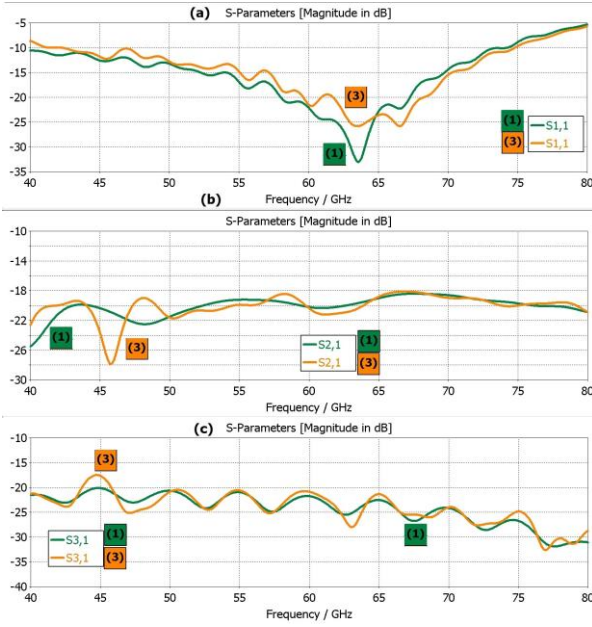 (a)
S-Parameters [Magnitude in dB]
-5
-10
-15
-20
-25
-30
-35
(3)
(1)
(1) S1,1
(3) S1,1
40 45 50 55 60 65 70 75 80
Frequency / GHz
(b)
S-Parameters [Magnitude in dB]
-10
-14
-18
-22
-26
-30
(1)
(3)
S2,1 (1)
S2,1 (3)
40 45 50 55 60 65 70 75 80
Frequency / GHz
(c)
S-Parameters [Magnitude in dB]
-10
-15
-20
-25
-30
-35
-40
(3)
(1)
S3,1 (1)
S3,1 (3)
40 45 50 55 60 65 70 75 80
Frequency / GHz